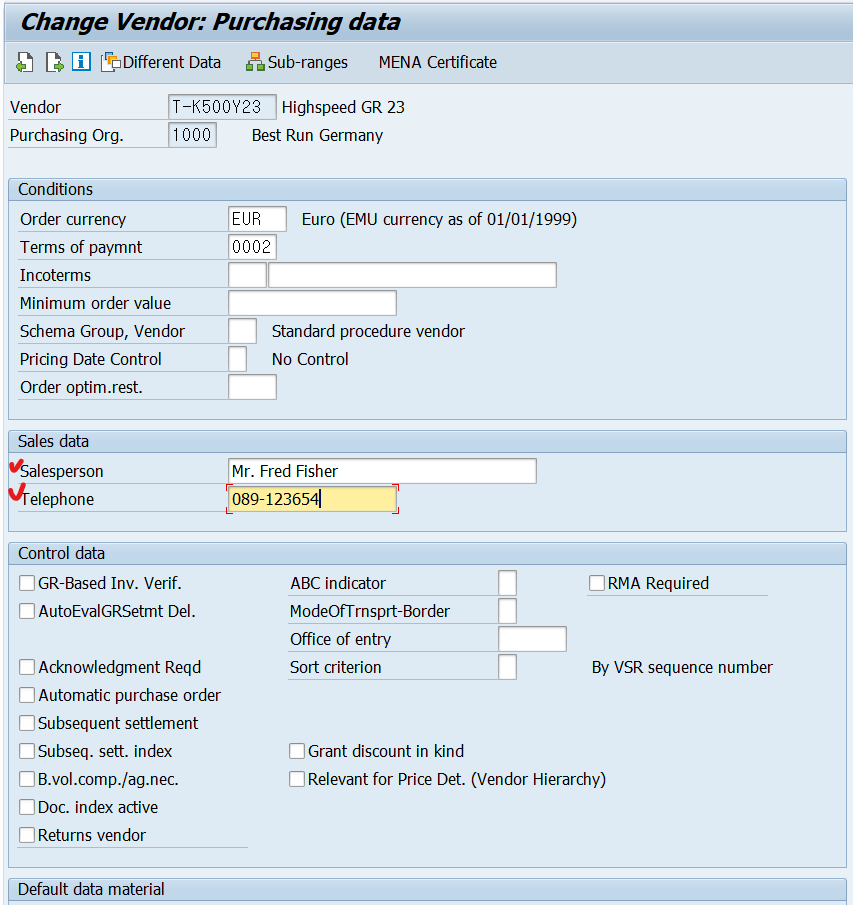 Change Vendor: Purchasing data
Different Data Sub-ranges MENA Certificate
Vendor T-K500Y23 Highspeed GR 23
Purchasing Org. 1000 Best Run Germany
Conditions
Order currency EUR Euro (EMU currency as of 01/01/1999)
Terms of paymnt 0002
Incoterms
Minimum order value
Schema Group, Vendor Standard procedure vendor
Pricing Date Control No Control
Order optim.rest.
Sales data
Salesperson Mr. Fred Fisher
Telephone 089-123654
Control data
GR-Based Inv. Verif. ABC indicator RMA Required
AutoEvalGRSetmt Del. ModeOfTrnsprt-Border
Office of entry
Acknowledgment Reqd Sort criterion By VSR sequence number
Automatic purchase order
Subsequent settlement
Subseq. sett. index Grant discount in kind
B.vol.comp./ag.nec. Relevant for Price Det. (Vendor Hierarchy)
Doc. index active
Returns vendor
Default data material